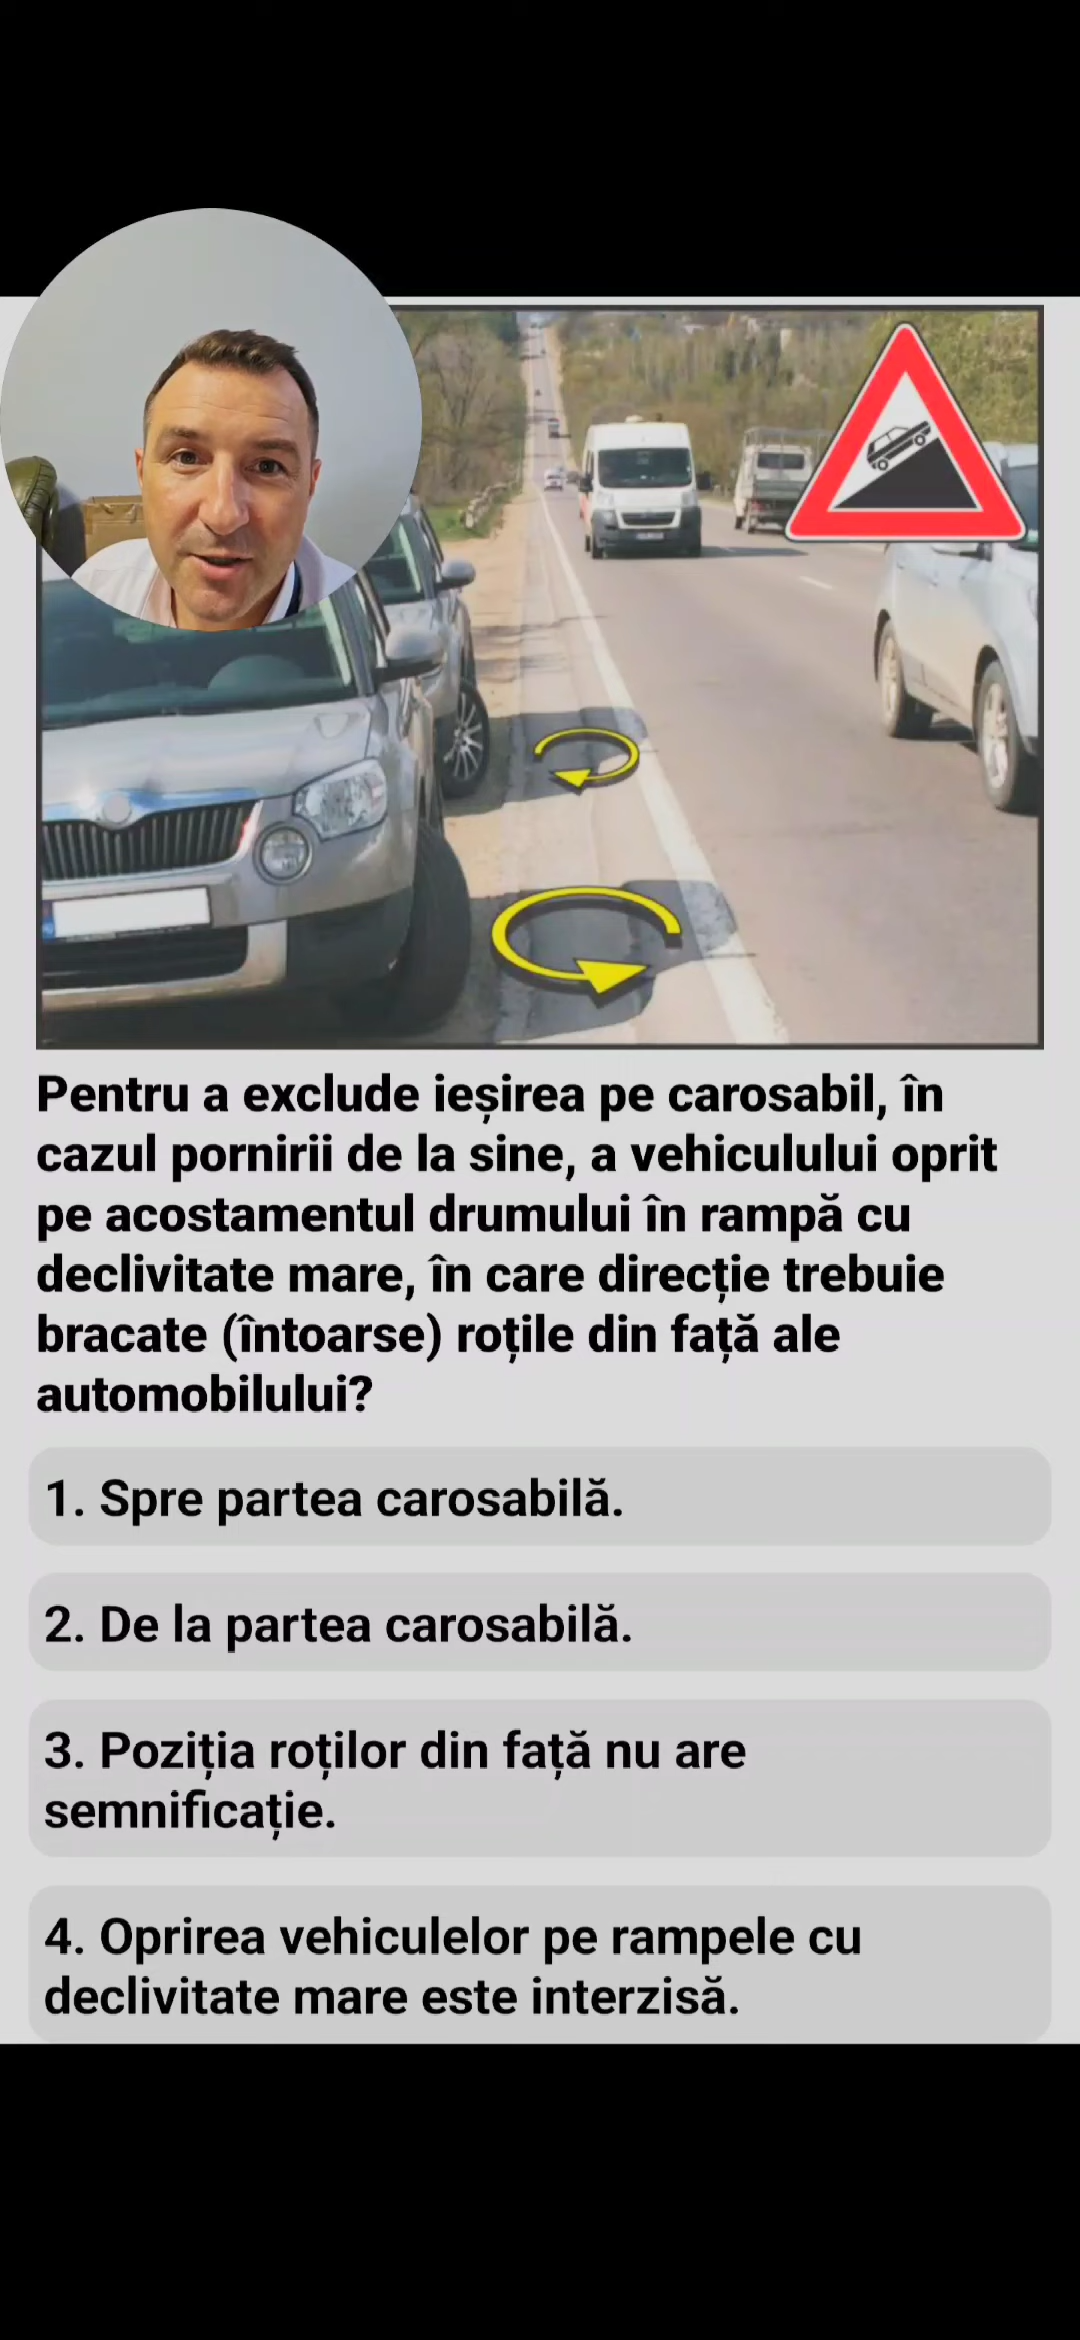 Pentru a exclude ieșirea pe carosabil, în
cazul pornirii de la sine, a vehiculului oprit
pe acostamentul drumului în rampă cu
declivitate mare, în care direcție trebuie
bracate (întoarse) roțile din față ale
automobilului?
1. Spre partea carosabilă.
2. De la partea carosabilă.
3. Poziția roților din față nu are
semnificație.
4. Oprirea vehiculelor pe rampele cu
declivitate mare este interzisă.